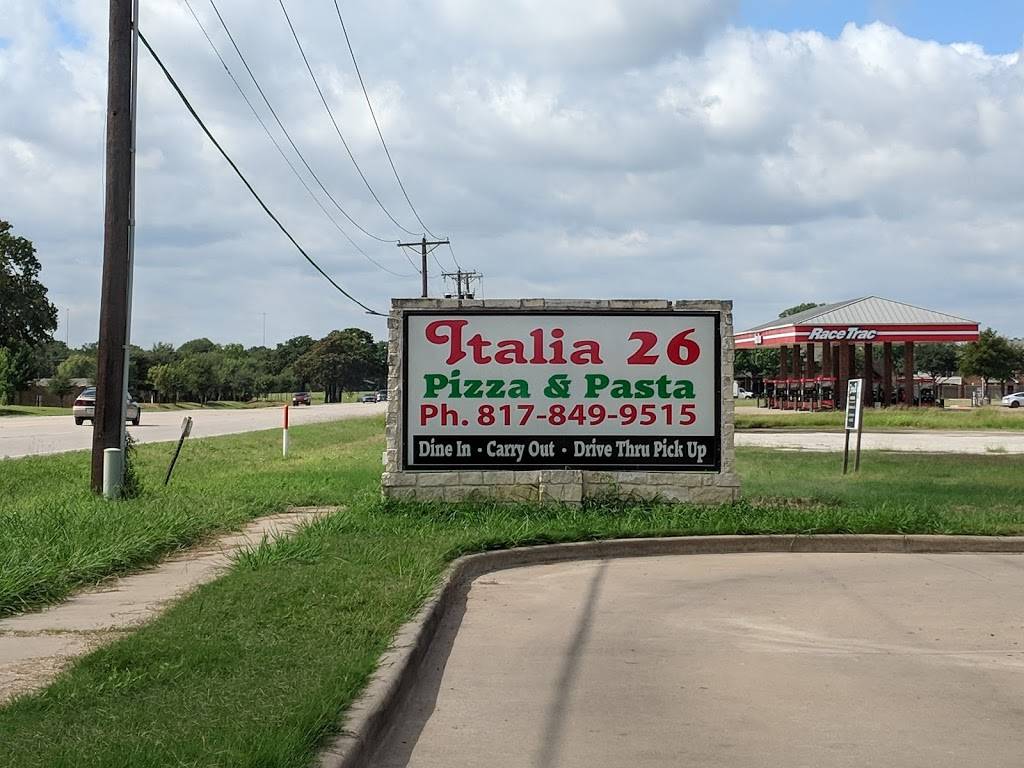 Italia 26
Pizza & Pasta
Ph. 817-849-9515
Dine In · Carry Out · Drive Thru Pick Up
RaceTrac